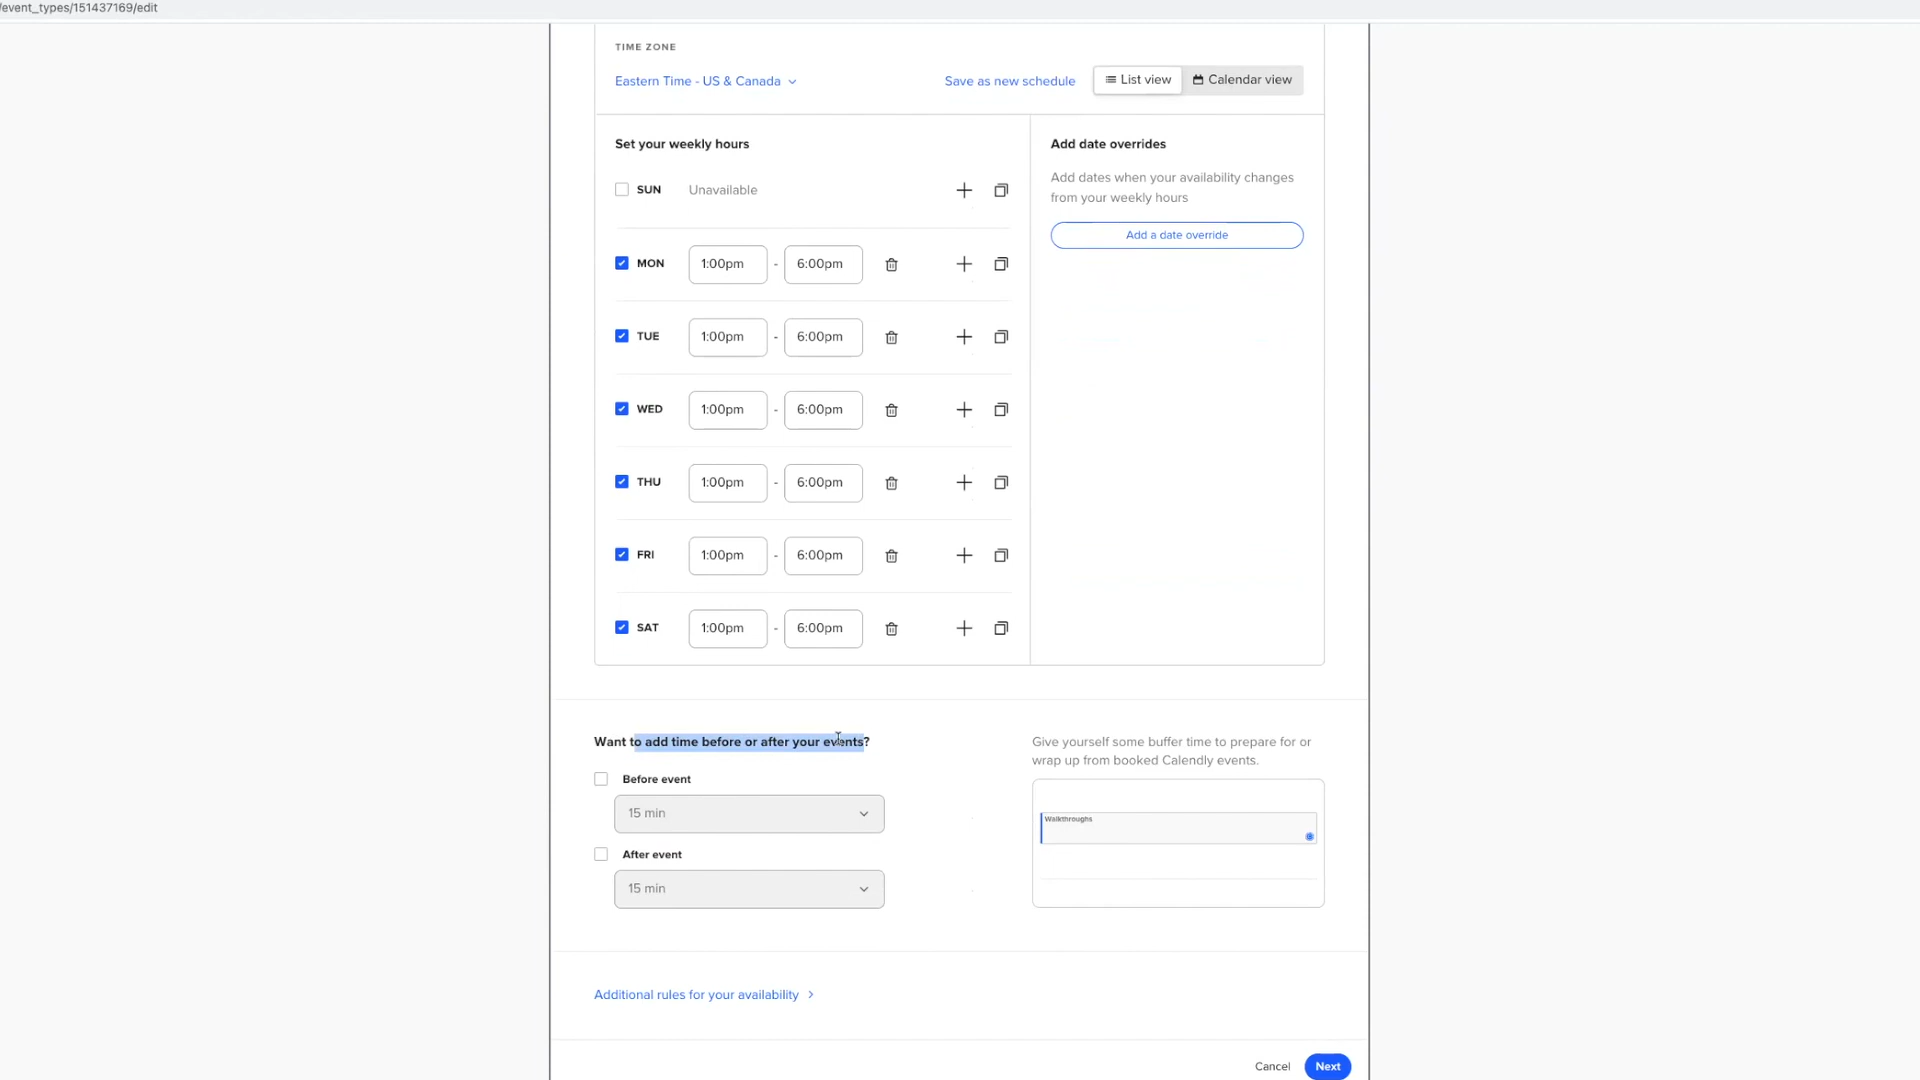 /event_types/151437169/edit
TIME ZONE
Eastern Time - US & Canada
Save as new schedule
List view
Calendar view
Set your weekly hours
SUN Unavailable
MON 1:00pm - 6:00pm
TUE 1:00pm - 6:00pm
WED 1:00pm - 6:00pm
THU 1:00pm - 6:00pm
FRI 1:00pm - 6:00pm
SAT 1:00pm - 6:00pm
Add date overrides
Add dates when your availability changes
from your weekly hours
Add a date override
Want to add time before or after your events?
Before event
15 min
After event
15 min
Give yourself some buffer time to prepare for or
wrap up from booked Calendly events.
Walkthroughs
Additional rules for your availability
Cancel
Next